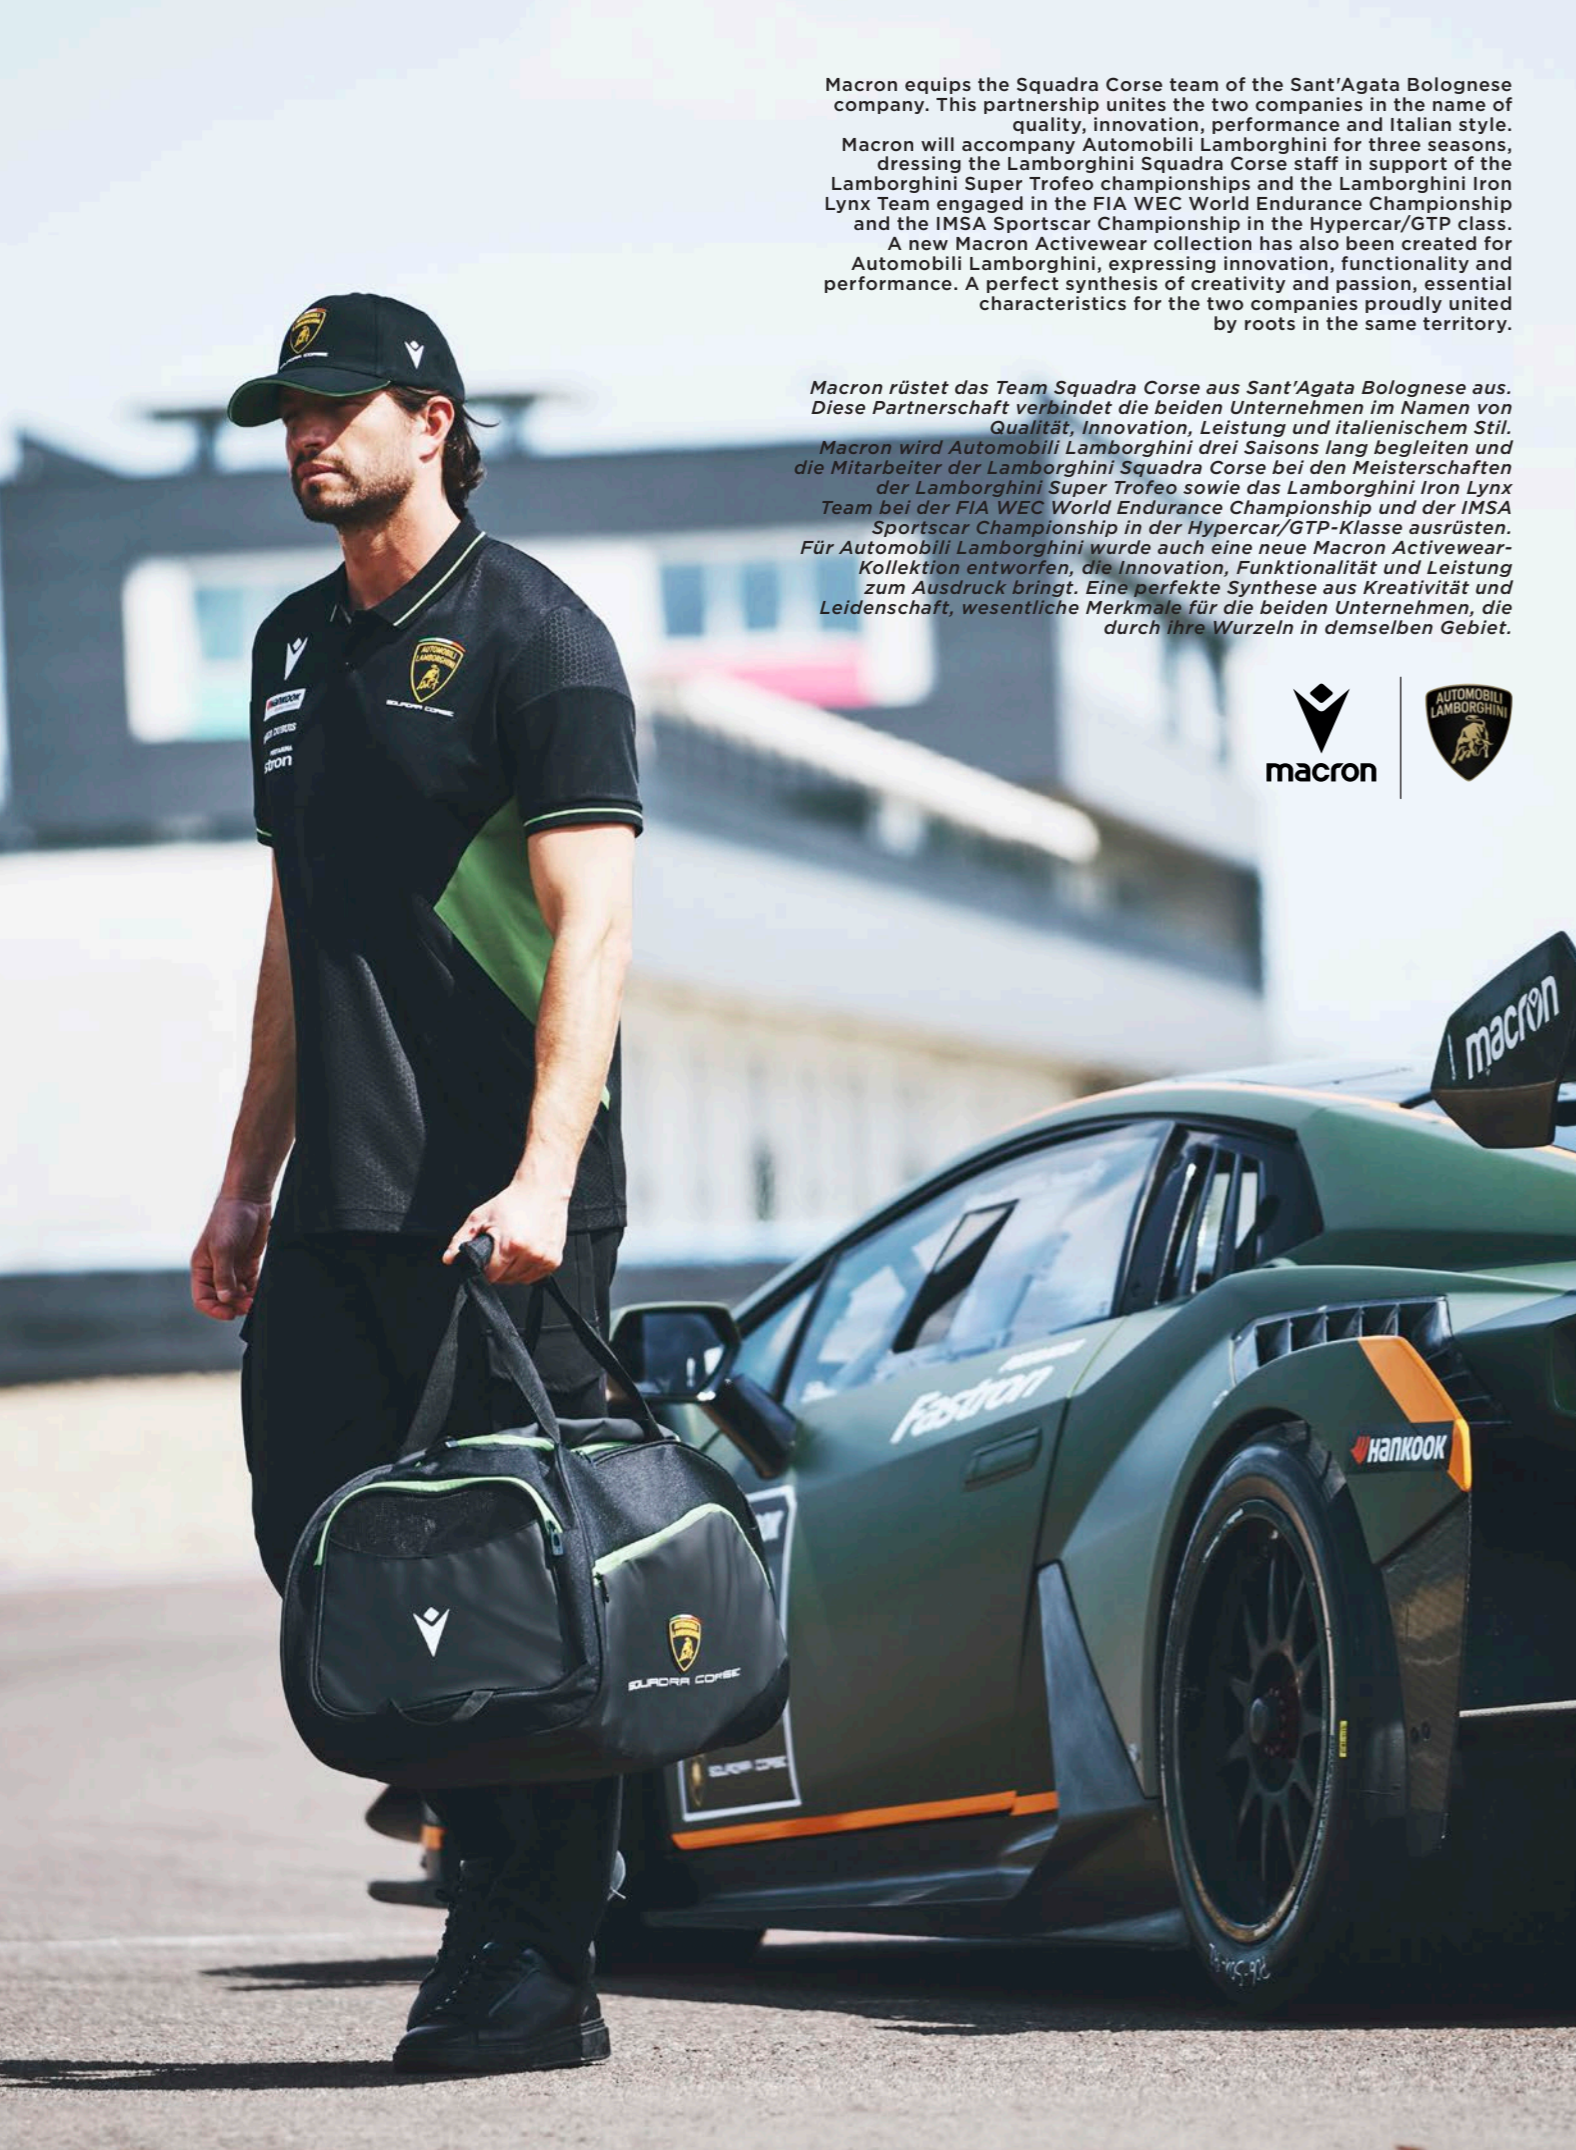 Macron equips the Squadra Corse team of the Sant'Agata Bolognese
company. This partnership unites the two companies in the name of
quality, innovation, performance and Italian style.
Macron will accompany Automobili Lamborghini for three seasons,
dressing the Lamborghini Squadra Corse staff in support of the
Lamborghini Super Trofeo championships and the Lamborghini Iron
Lynx Team engaged in the FIA WEC World Endurance Championship
and the IMSA Sportscar Championship in the Hypercar/GTP class.
A new Macron Activewear collection has also been created for
Automobili Lamborghini, expressing innovation, functionality and
performance. A perfect synthesis of creativity and passion, essential
characteristics for the two companies proudly united
by roots in the same territory.
Macron rüstet das Team Squadra Corse aus Sant'Agata Bolognese aus.
Diese Partnerschaft verbindet die beiden Unternehmen im Namen von
Qualität, Innovation, Leistung und italienischem Stil.
Macron wird Automobili Lamborghini drei Saisons lang begleiten und
die Mitarbeiter der Lamborghini Squadra Corse bei den Meisterschaften
der Lamborghini Super Trofeo sowie das Lamborghini Iron Lynx
Team bei der FIA WEC World Endurance Championship und der IMSA
Sportscar Championship in der Hypercar/GTP-Klasse ausrüsten.
Für Automobili Lamborghini wurde auch eine neue Macron Activewear-
Kollektion entworfen, die Innovation, Funktionalität und Leistung
zum Ausdruck bringt. Eine perfekte Synthese aus Kreativität und
Leidenschaft, wesentliche Merkmale für die beiden Unternehmen, die
durch ihre Wurzeln in demselben Gebiet.
macron
AUTOMOBILI
LAMBORGHINI
AUTOMOBILI
LAMBORGHINI
AUTOMOBILI
LAMBORGHINI
SQUADRA CORSE
HANKOOK
stron
macron
Fastron
HANKOOK
AUTOMOBILI
LAMBORGHINI
SQUADRA CORSE